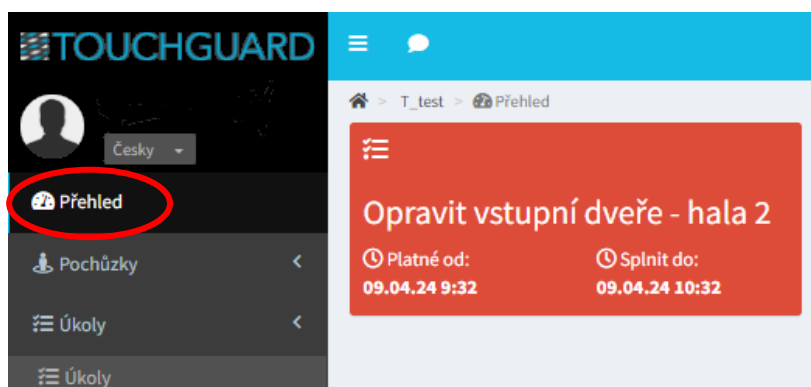 TOUCHGUARD
Česky
Přehled
Pochůzky
Úkoly
Úkoly
> T_test > Přehled
Opravit vstupní dveře - hala 2
Platné od:
09.04.24 9:32
Splnit do:
09.04.24 10:32